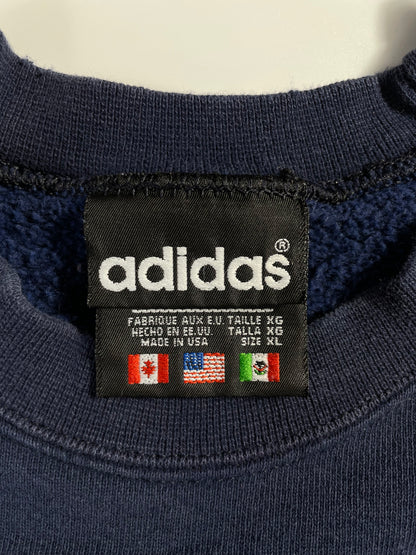 adidas®
FABRIQUE AUX E.U. TAILLE XG
HECHO EN EE.UU. TALLA XG
MADE IN USA SIZE XL